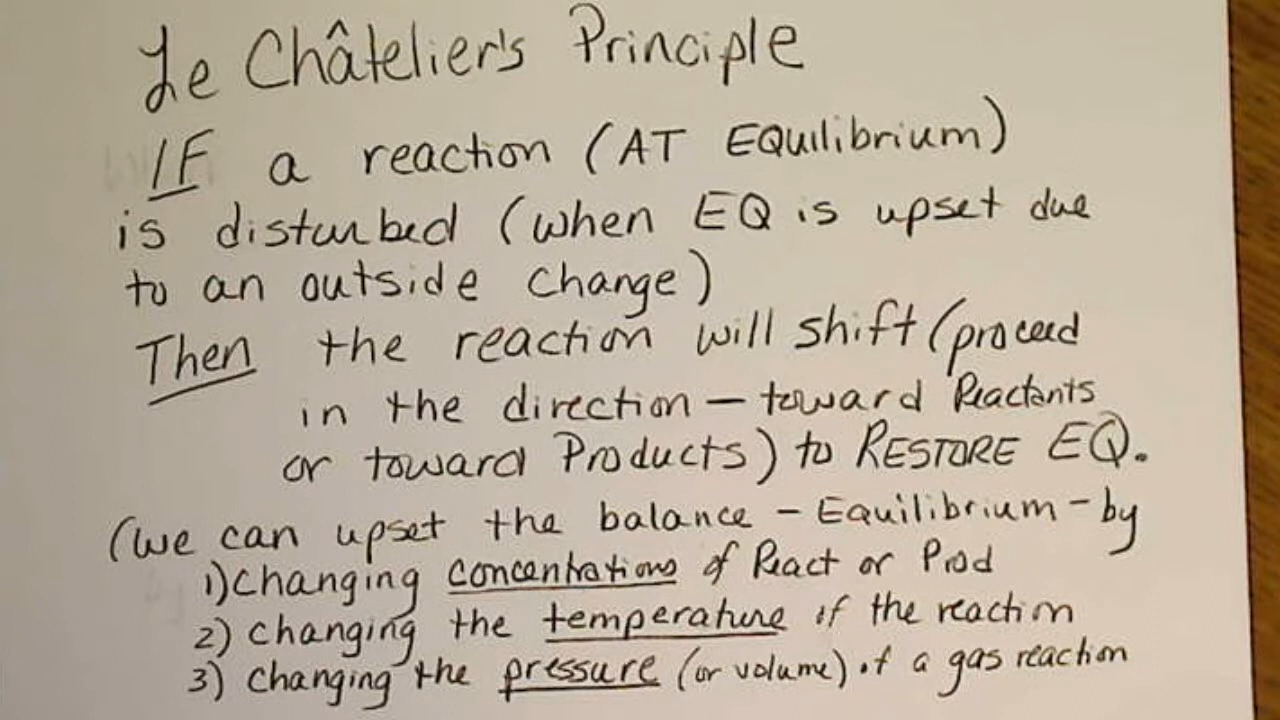 Le Châtelier's Principle
IF a reaction (AT EQuilibrium)
is disturbed (when EQ is upset due
to an outside change)
Then the reaction will shift (proceed
in the direction — toward Reactants
or toward Products) to RESTORE EQ.
(we can upset the balance - Equilibrium - by
1) Changing concentrations of React or Prod
2) changing the temperature of the reaction
3) changing the pressure (or volume) of a gas reaction